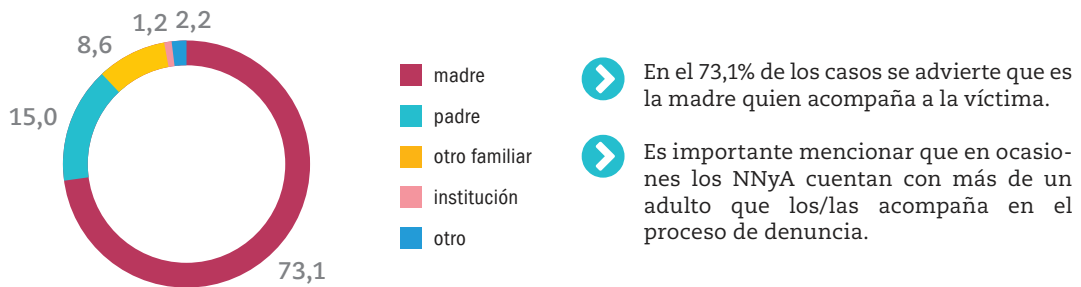 1,2 2,2
8,6
15,0
73,1
madre
padre
otro familiar
institución
otro
En el 73,1% de los casos se advierte que es
la madre quien acompaña a la víctima.
Es importante mencionar que en ocasio-
nes los NNyA cuentan con más de un
adulto que los/las acompaña en el
proceso de denuncia.